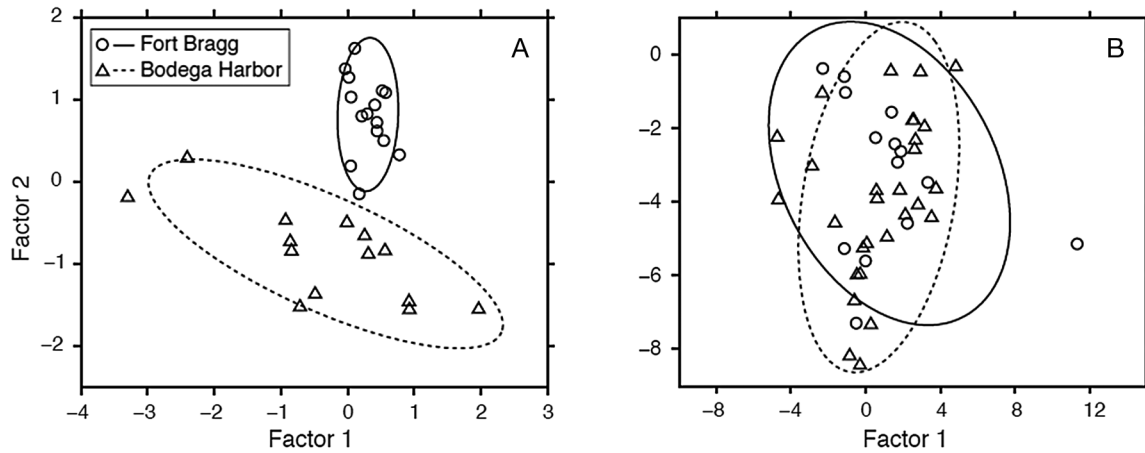 2
A
B
Fort Bragg
Bodega Harbor
0
1
−2
0
−4
Factor 2
−1
−6
−2
−8
−4 −3 −2 −1 0 1 2 3
−8 −4 0 4 8 12
Factor 1
Factor 1